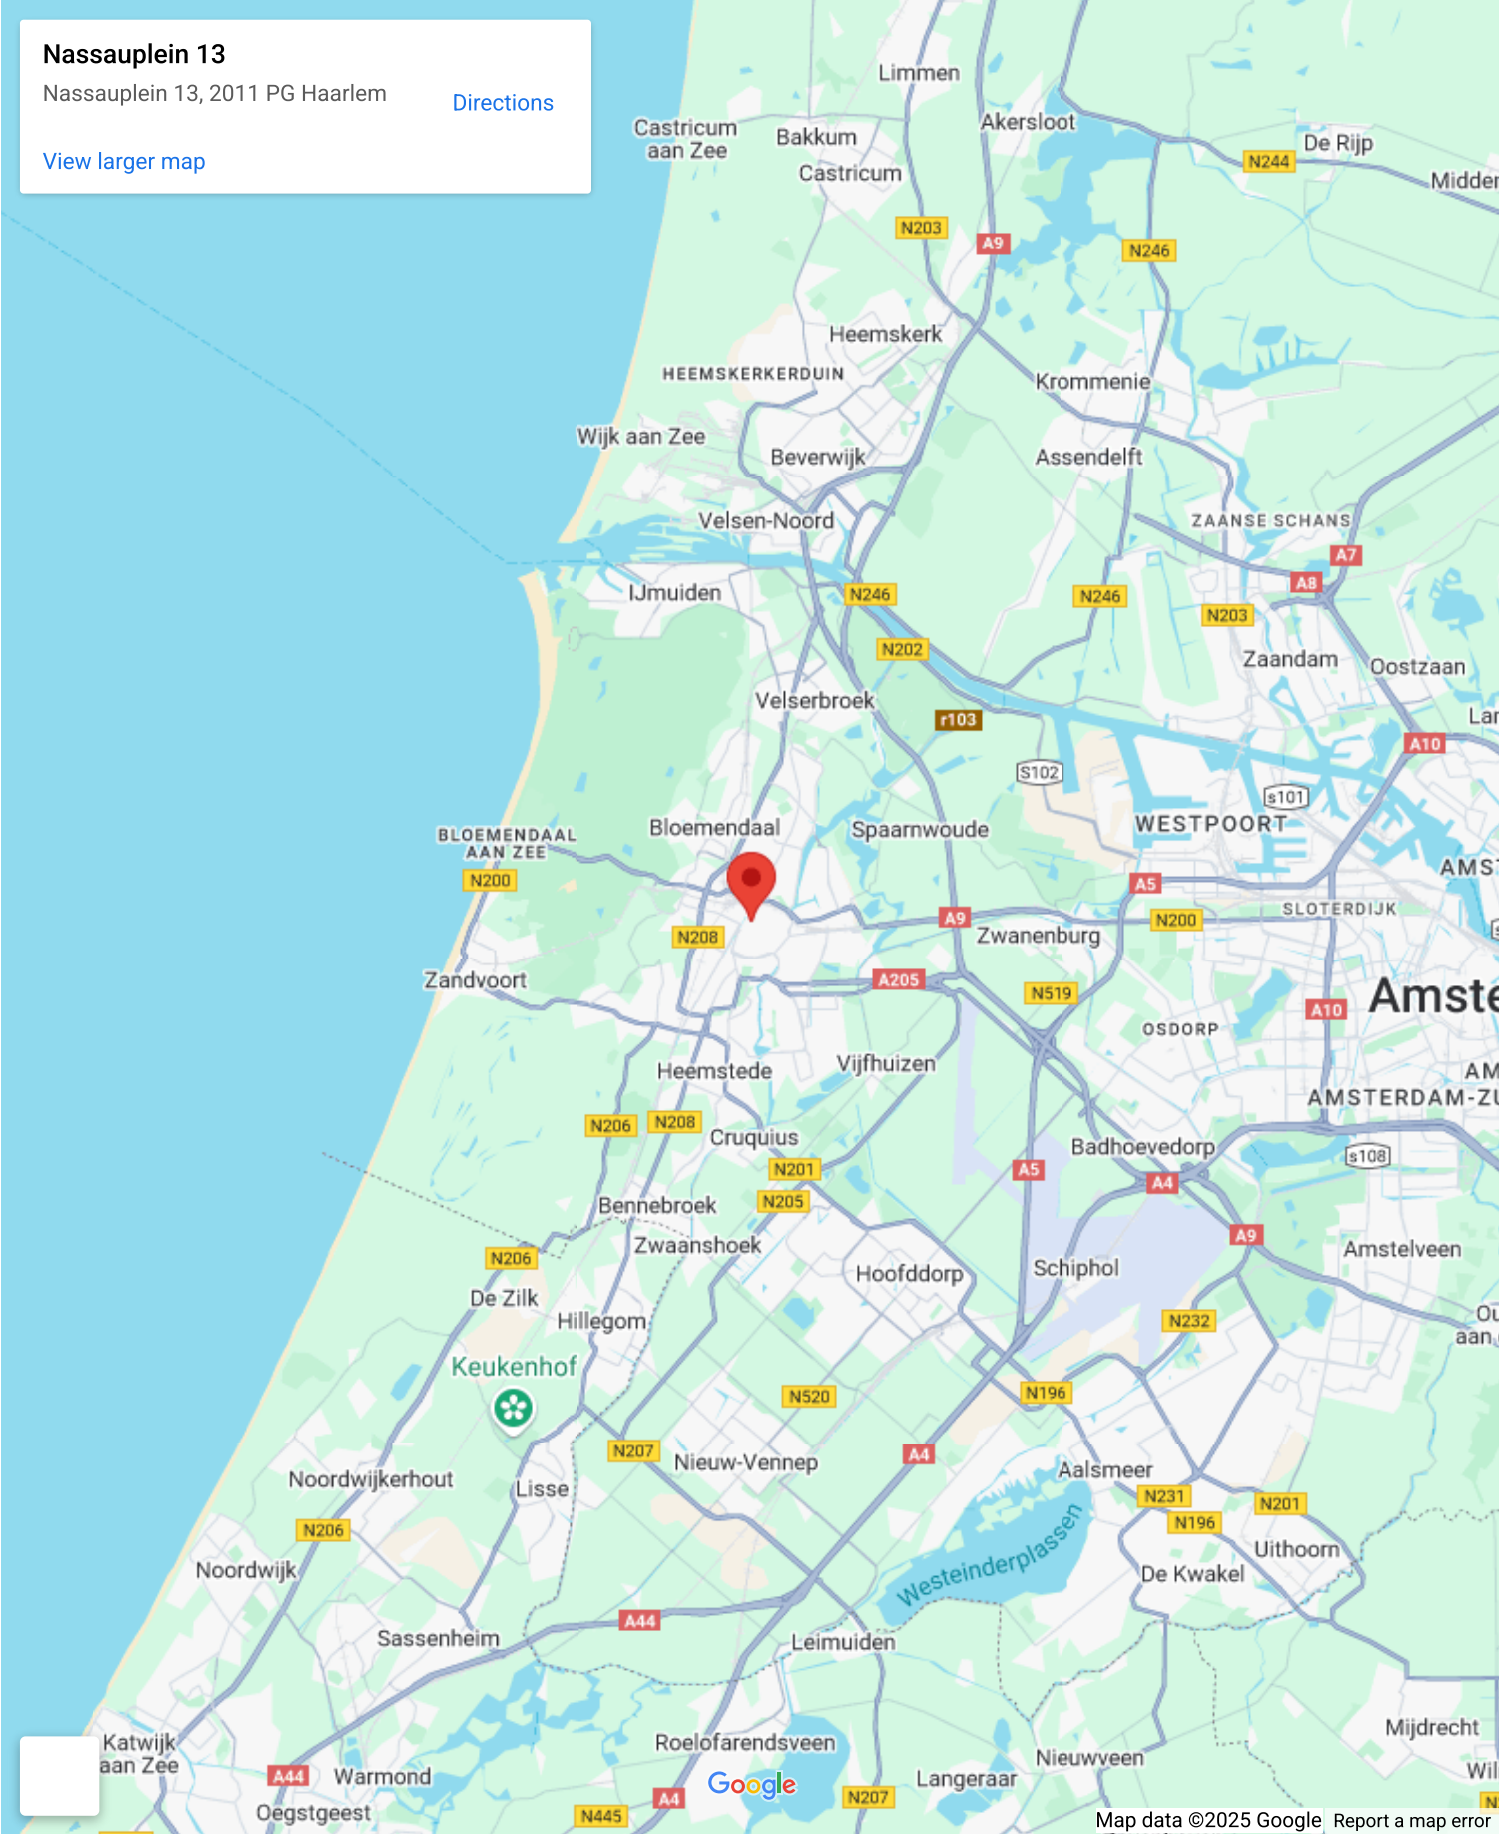 Nassauplein 13
Nassauplein 13, 2011 PG Haarlem
Directions
View larger map
Limmen
Castricum
aan Zee
Bakkum
Akersloot
De Rijp
N244
Castricum
N203
A9
N246
Heemskerk
HEEMSKERKERDUIN
Krommenie
Wijk aan Zee
Beverwijk
Assendelft
Velsen-Noord
ZAANSE SCHANS
A7
A8
IJmuiden
N246
N246
N203
N202
Zaandam
Oostzaan
Velserbroek
r103
A10
S102
s101
Bloemendaal
Spaarnwoude
WESTPOORT
BLOEMENDAAL
AAN ZEE
N200
A5
SLOTERDIJK
A9
N200
N208
Zwanenburg
Zandvoort
A205
N519
A10
OSDORP
Heemstede
Vijfhuizen
N206
N208
Cruquius
Badhoevedorp
s108
N201
A5
A4
N205
Bennebroek
Zwaanshoek
A9
Amstelveen
N206
Hoofddorp
Schiphol
De Zilk
Hillegom
N232
Keukenhof
N520
N196
N207
Nieuw-Vennep
A4
Noordwijkerhout
Lisse
Aalsmeer
N231
N201
N206
N196
Westeinderplassen
Uithoorn
Noordwijk
De Kwakel
A44
Sassenheim
Leimuiden
Katwijk
aan Zee
Roelofarendsveen
Mijdrecht
Nieuwveen
A44
Warmond
Google
Langeraar
A4
N207
Oegstgeest
N445
Map data ©2025 Google
Report a map error